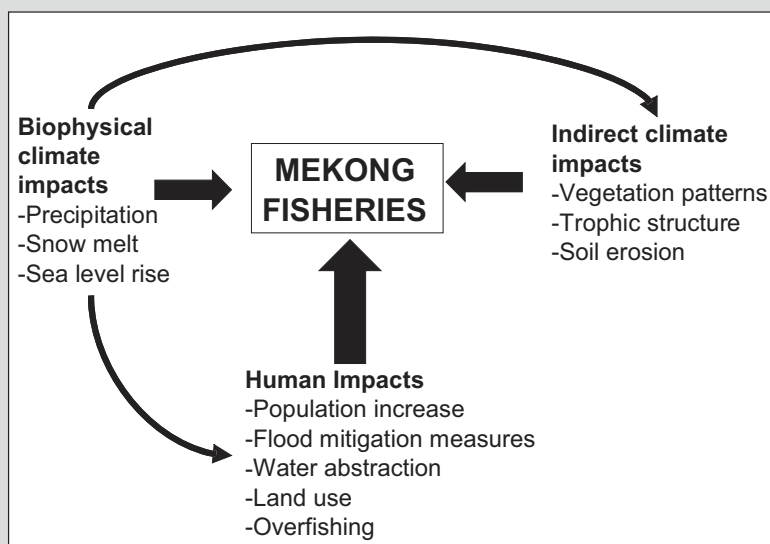 Biophysical
climate
impacts
-Precipitation
-Snow melt
-Sea level rise
MEKONG
FISHERIES
Indirect climate
impacts
-Vegetation patterns
-Trophic structure
-Soil erosion
Human Impacts
-Population increase
-Flood mitigation measures
-Water abstraction
-Land use
-Overfishing